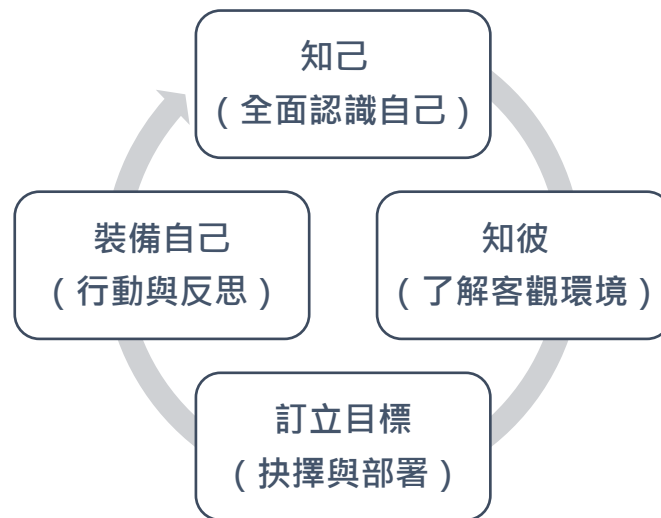 知己
（全面認識自己）
知彼
（了解客觀環境）
訂立目標
（抉擇與部署）
裝備自己
（行動與反思）